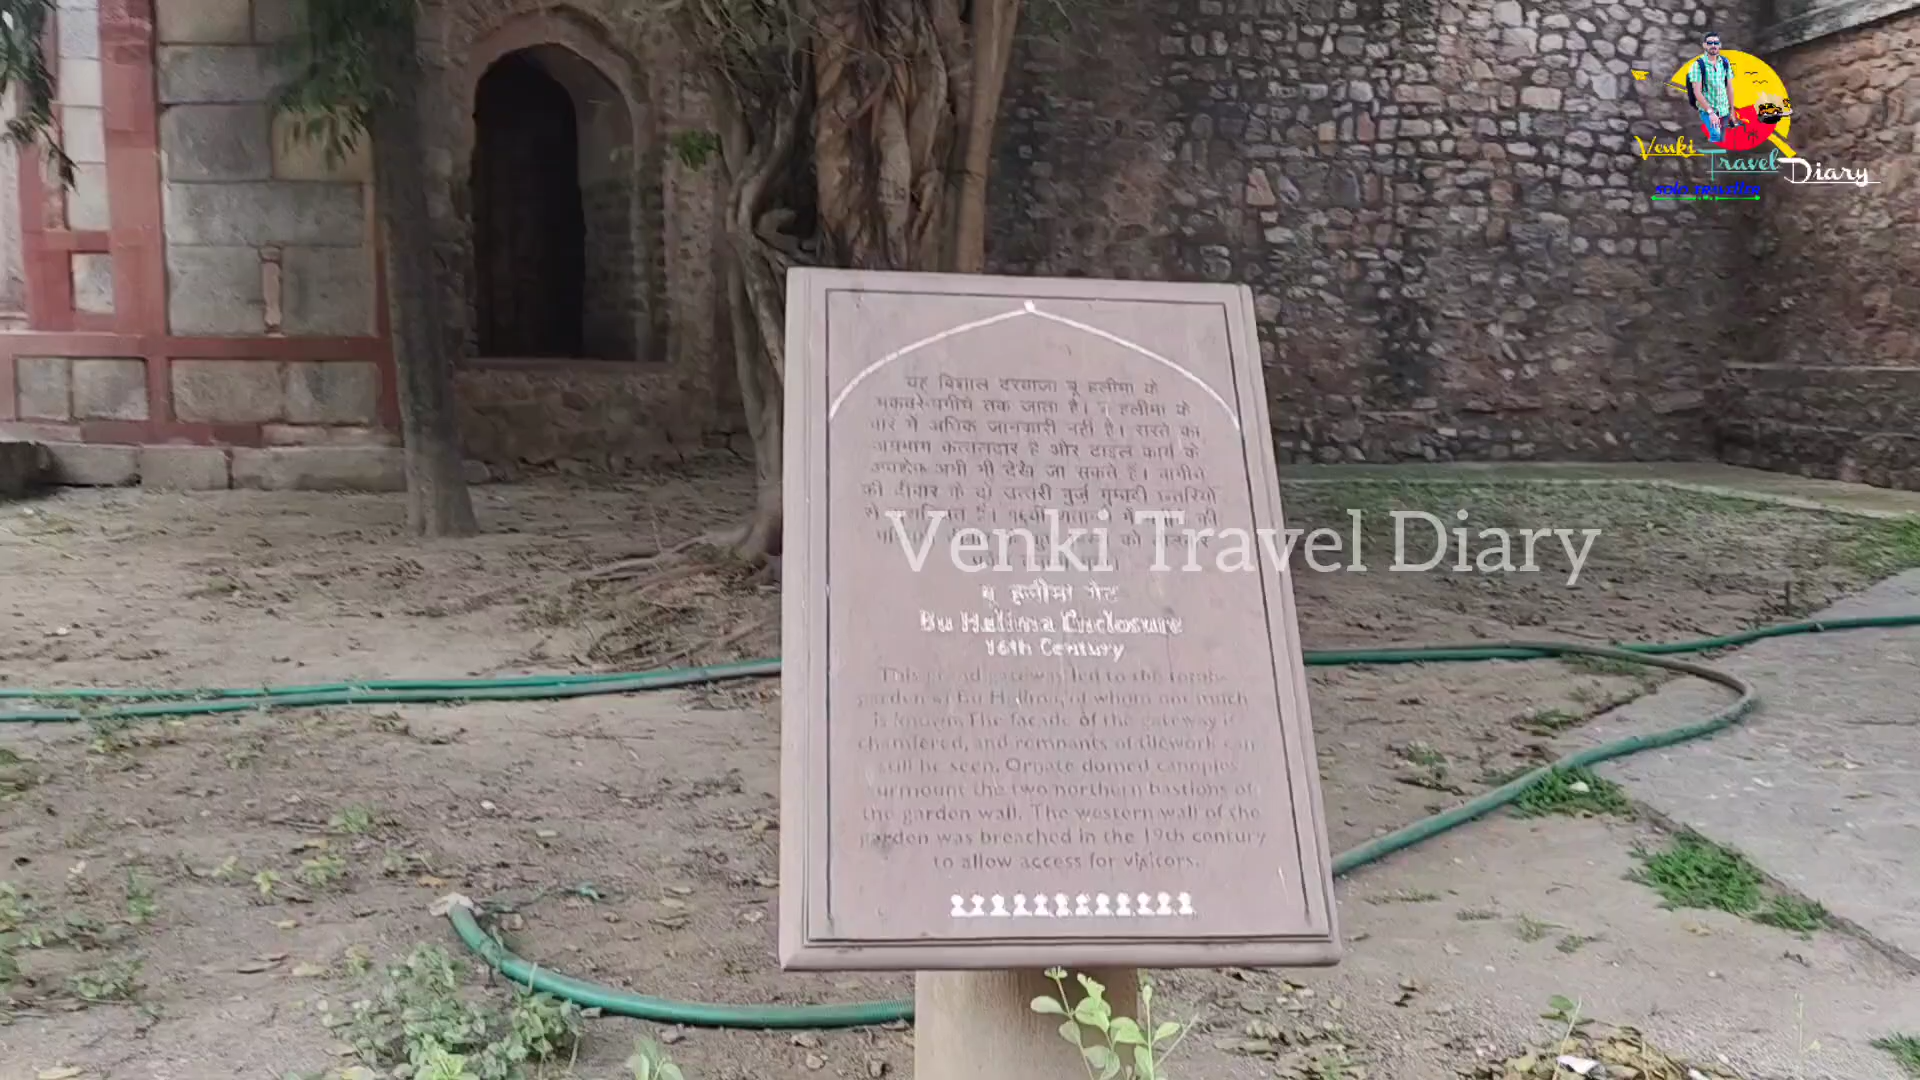 Venki Travel Diary
Solo Traveller
यह विशाल दरवाजा बू हलीमा के
मकबरे-बगीचे तक जाता है। बू हलीमा के
बारे में अधिक जानकारी नहीं है। रास्ते का
अग्रभाग है और टाइल कार्य के
अभी भी देखे जा सकते हैं। बगीचे
की दीवार के दो उत्तरी बुर्ज गुम्बदी छतरियों
से
Venki Travel Diary
बू हलीमा गेट
Bu Halima Enclosure
16th Century
This grand gateway led to the tomb-
garden of Bu Halima, of whom not much
is known. The facade of the gateway is
chamfered, and remnants of tilework can
still be seen. Ornate domed canopies
surmount the two northern bastions of
the garden wall. The western wall of the
garden was breached in the 19th century
to allow access for visitors.